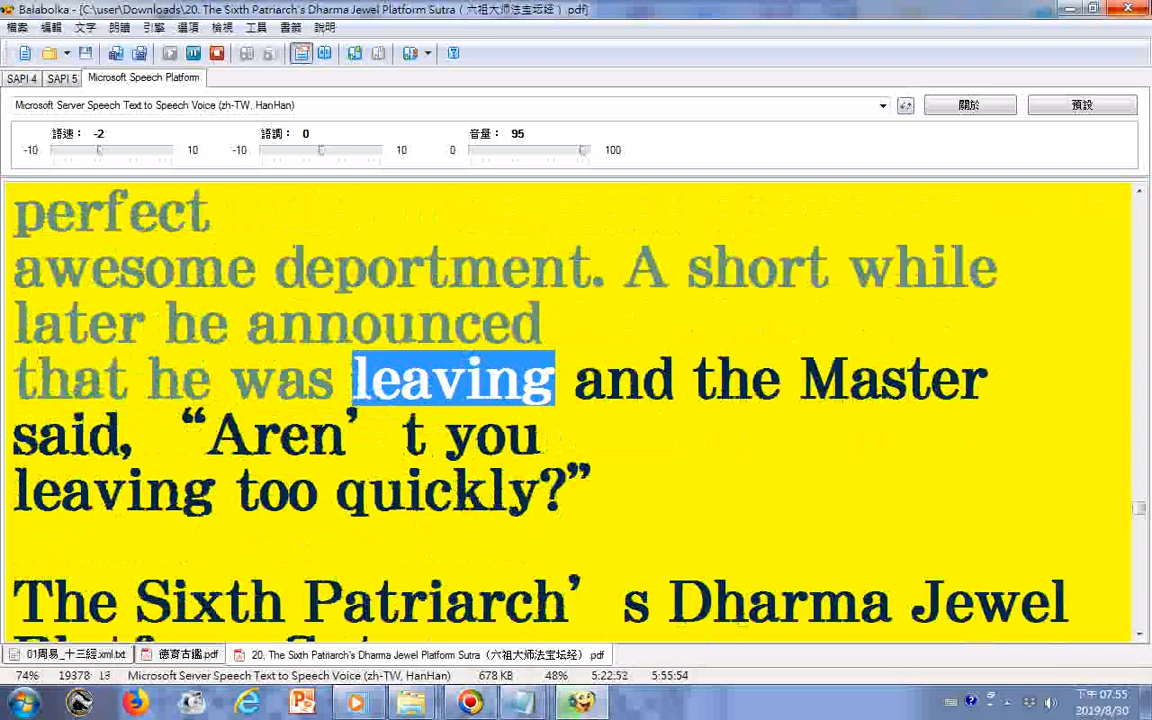 Balabolka - [C:\user\Downloads\20. The Sixth Patriarch's Dharma Jewel Platform Sutra（六祖大师法宝坛经）.pdf]
檔案 編輯 文字 朗讀 引擎 選項 檢視 工具 書籤 說明
SAPI 4 SAPI 5 Microsoft Speech Platform
Microsoft Server Speech Text to Speech Voice (zh-TW, HanHan) 關於 預設
語速： -2 語調： 0 音量： 95
-10 10 -10 10 0 100
perfect
awesome deportment. A short while
later he announced
that he was leaving and the Master
said, “Aren’ t you
leaving too quickly?”
The Sixth Patriarch’ s Dharma Jewel
Platform Sutra
01周易_十三經.xml.txt 德育古鑑.pdf 20. The Sixth Patriarch's Dharma Jewel Platform Sutra（六祖大师法宝坛经）.pdf
74% Microsoft Server Speech Text to Speech Voice (zh-TW, HanHan) 678 KB 48% 5:22:52 5:55:54
下午 07:55
2019/8/30